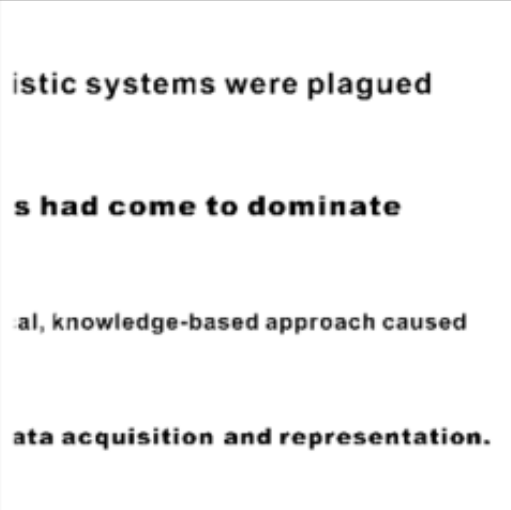 istic systems were plagued
s had come to dominate
al, knowledge-based approach caused
ata acquisition and representation.